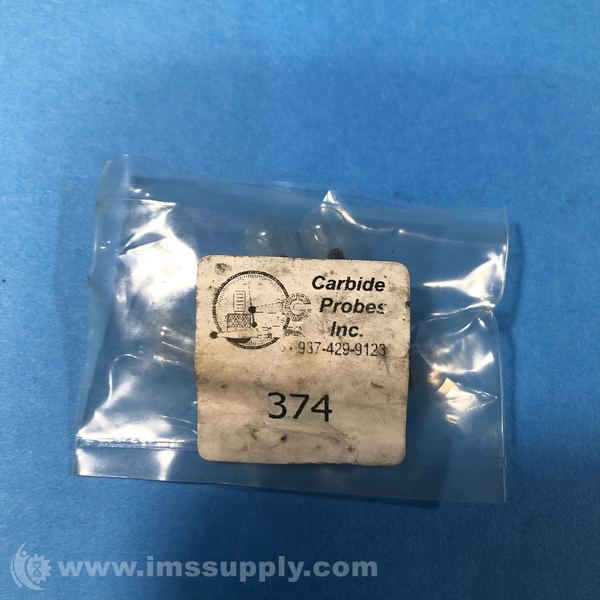 Carbide
Probes
Inc.
937-429-9123
374
www.imssupply.com